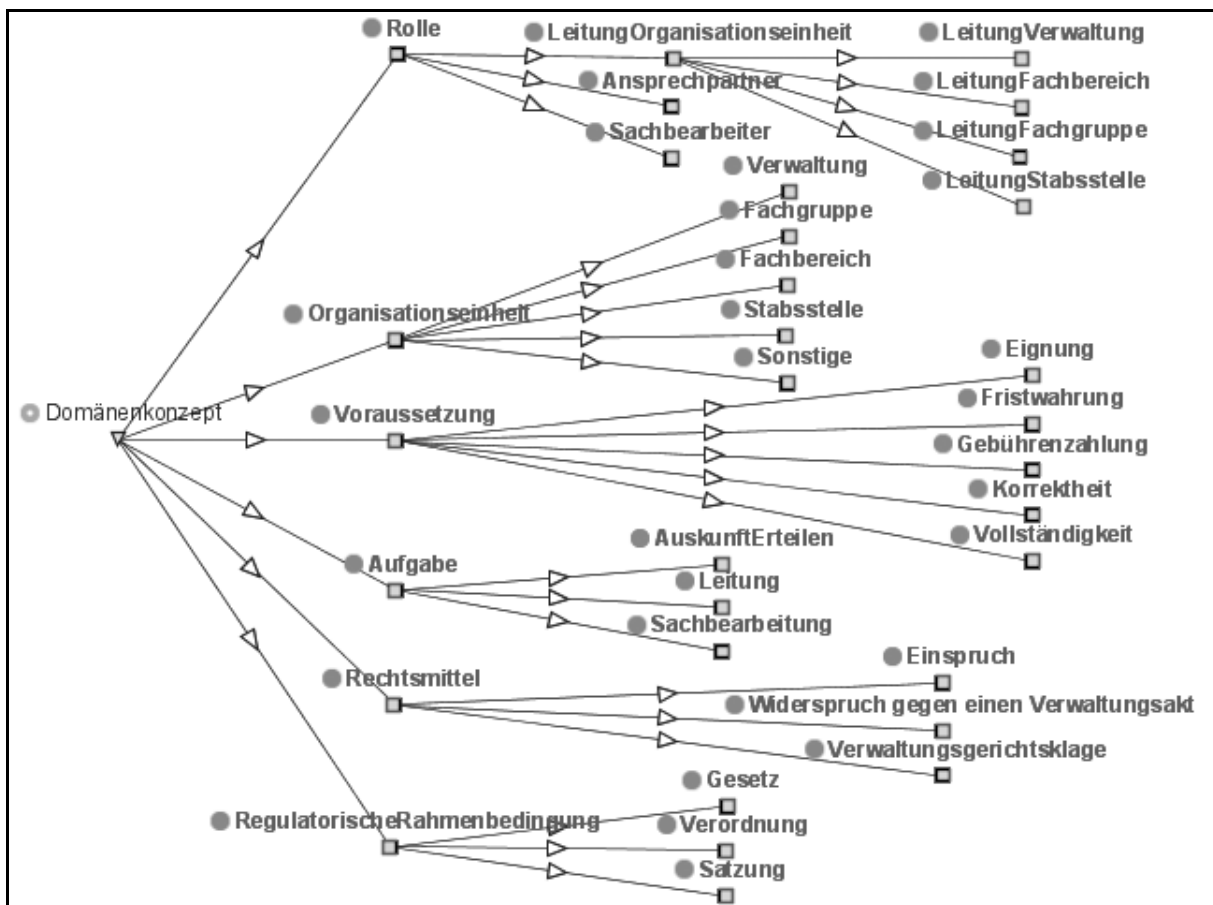 Rolle
LeitungOrganisationseinheit
LeitungVerwaltung
Ansprechpartner
LeitungFachbereich
Sachbearbeiter
LeitungFachgruppe
Verwaltung
LeitungStabsstelle
Fachgruppe
Fachbereich
Organisationseinheit
Stabsstelle
Sonstige
Eignung
Domänenkonzept
Voraussetzung
Fristwahrung
Gebührenzahlung
Korrektheit
Vollständigkeit
AuskunftErteilen
Aufgabe
Leitung
Sachbearbeitung
Einspruch
Rechtsmittel
Widerspruch gegen einen Verwaltungsakt
Verwaltungsgerichtsklage
Gesetz
RegulatorischeRahmenbedingung
Verordnung
Satzung